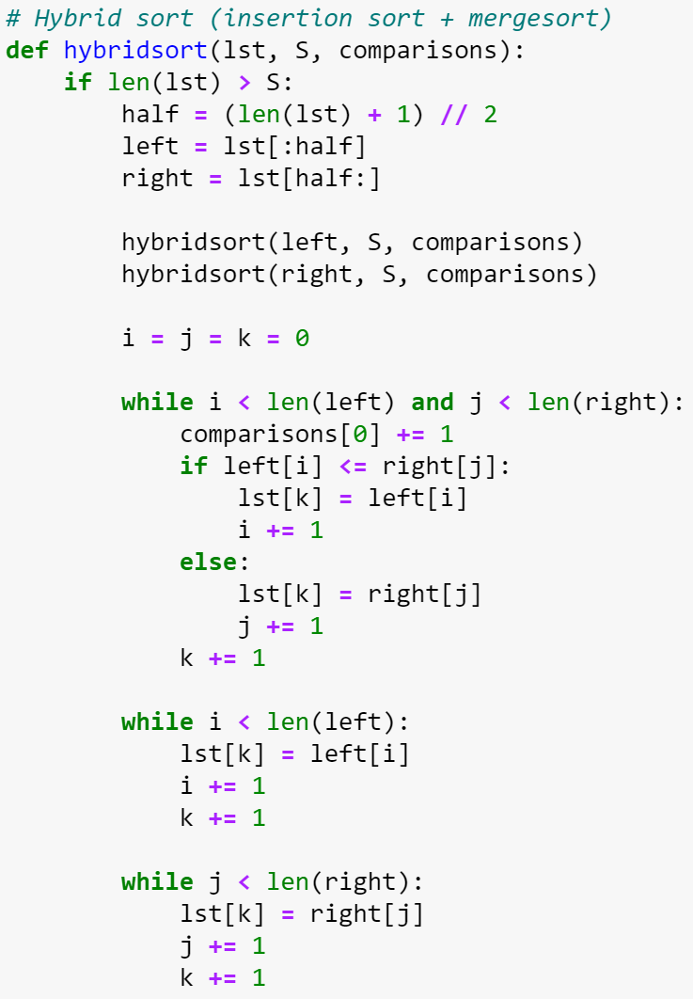 # Hybrid sort (insertion sort + mergesort)
def hybridsort(lst, S, comparisons):
    if len(lst) > S:
        half = (len(lst) + 1) // 2
        left = lst[:half]
        right = lst[half:]

        hybridsort(left, S, comparisons)
        hybridsort(right, S, comparisons)

        i = j = k = 0

        while i < len(left) and j < len(right):
            comparisons[0] += 1
            if left[i] <= right[j]:
                lst[k] = left[i]
                i += 1
            else:
                lst[k] = right[j]
                j += 1
            k += 1

        while i < len(left):
            lst[k] = left[i]
            i += 1
            k += 1

        while j < len(right):
            lst[k] = right[j]
            j += 1
            k += 1